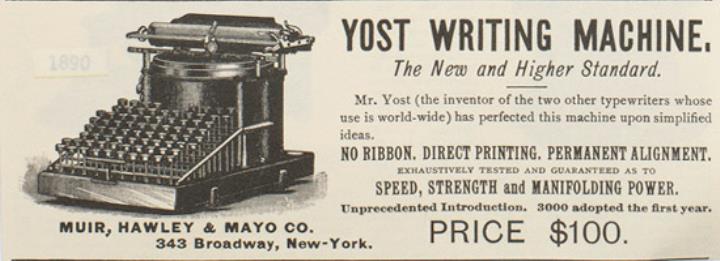 YOST WRITING MACHINE.
The New and Higher Standard.
1890
Mr. Yost (the inventor of the two other typewriters whose
use is world-wide) has perfected this machine upon simplified
ideas.
NO RIBBON. DIRECT PRINTING. PERMANENT ALIGNMENT.
EXHAUSTIVELY TESTED AND GUARANTEED AS TO
SPEED, STRENGTH and MANIFOLDING POWER.
Unprecedented Introduction. 3000 adopted the first year.
PRICE $100.
MUIR, HAWLEY & MAYO CO.
343 Broadway, New-York.